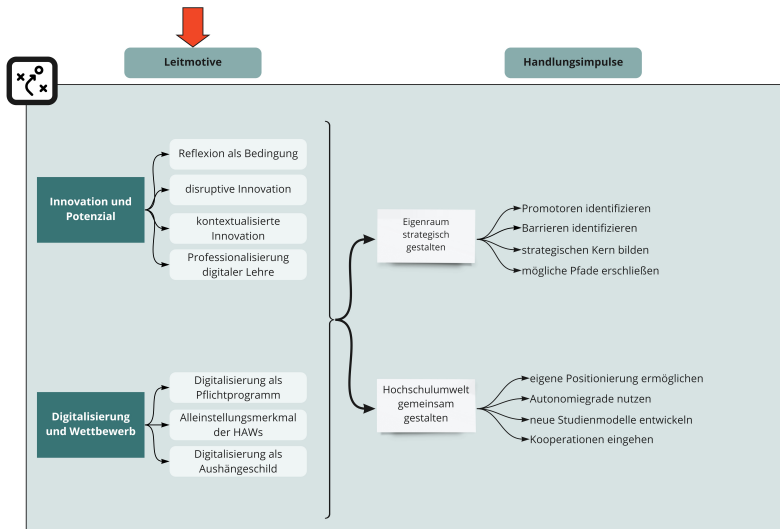 Leitmotive
Handlungsimpulse
Innovation und
Potenzial
Reflexion als Bedingung
disruptive Innovation
kontextualisierte
Innovation
Professionalisierung
digitaler Lehre
Digitalisierung
und Wettbewerb
Digitalisierung als
Pflichtprogramm
Alleinstellungsmerkmal
der HAWs
Digitalisierung als
Aushängeschild
Eigenraum
strategisch
gestalten
Promotoren identifizieren
Barrieren identifizieren
strategischen Kern bilden
mögliche Pfade erschließen
Hochschulumwelt
gemeinsam
gestalten
eigene Positionierung ermöglichen
Autonomiegrade nutzen
neue Studienmodelle entwickeln
Kooperationen eingehen